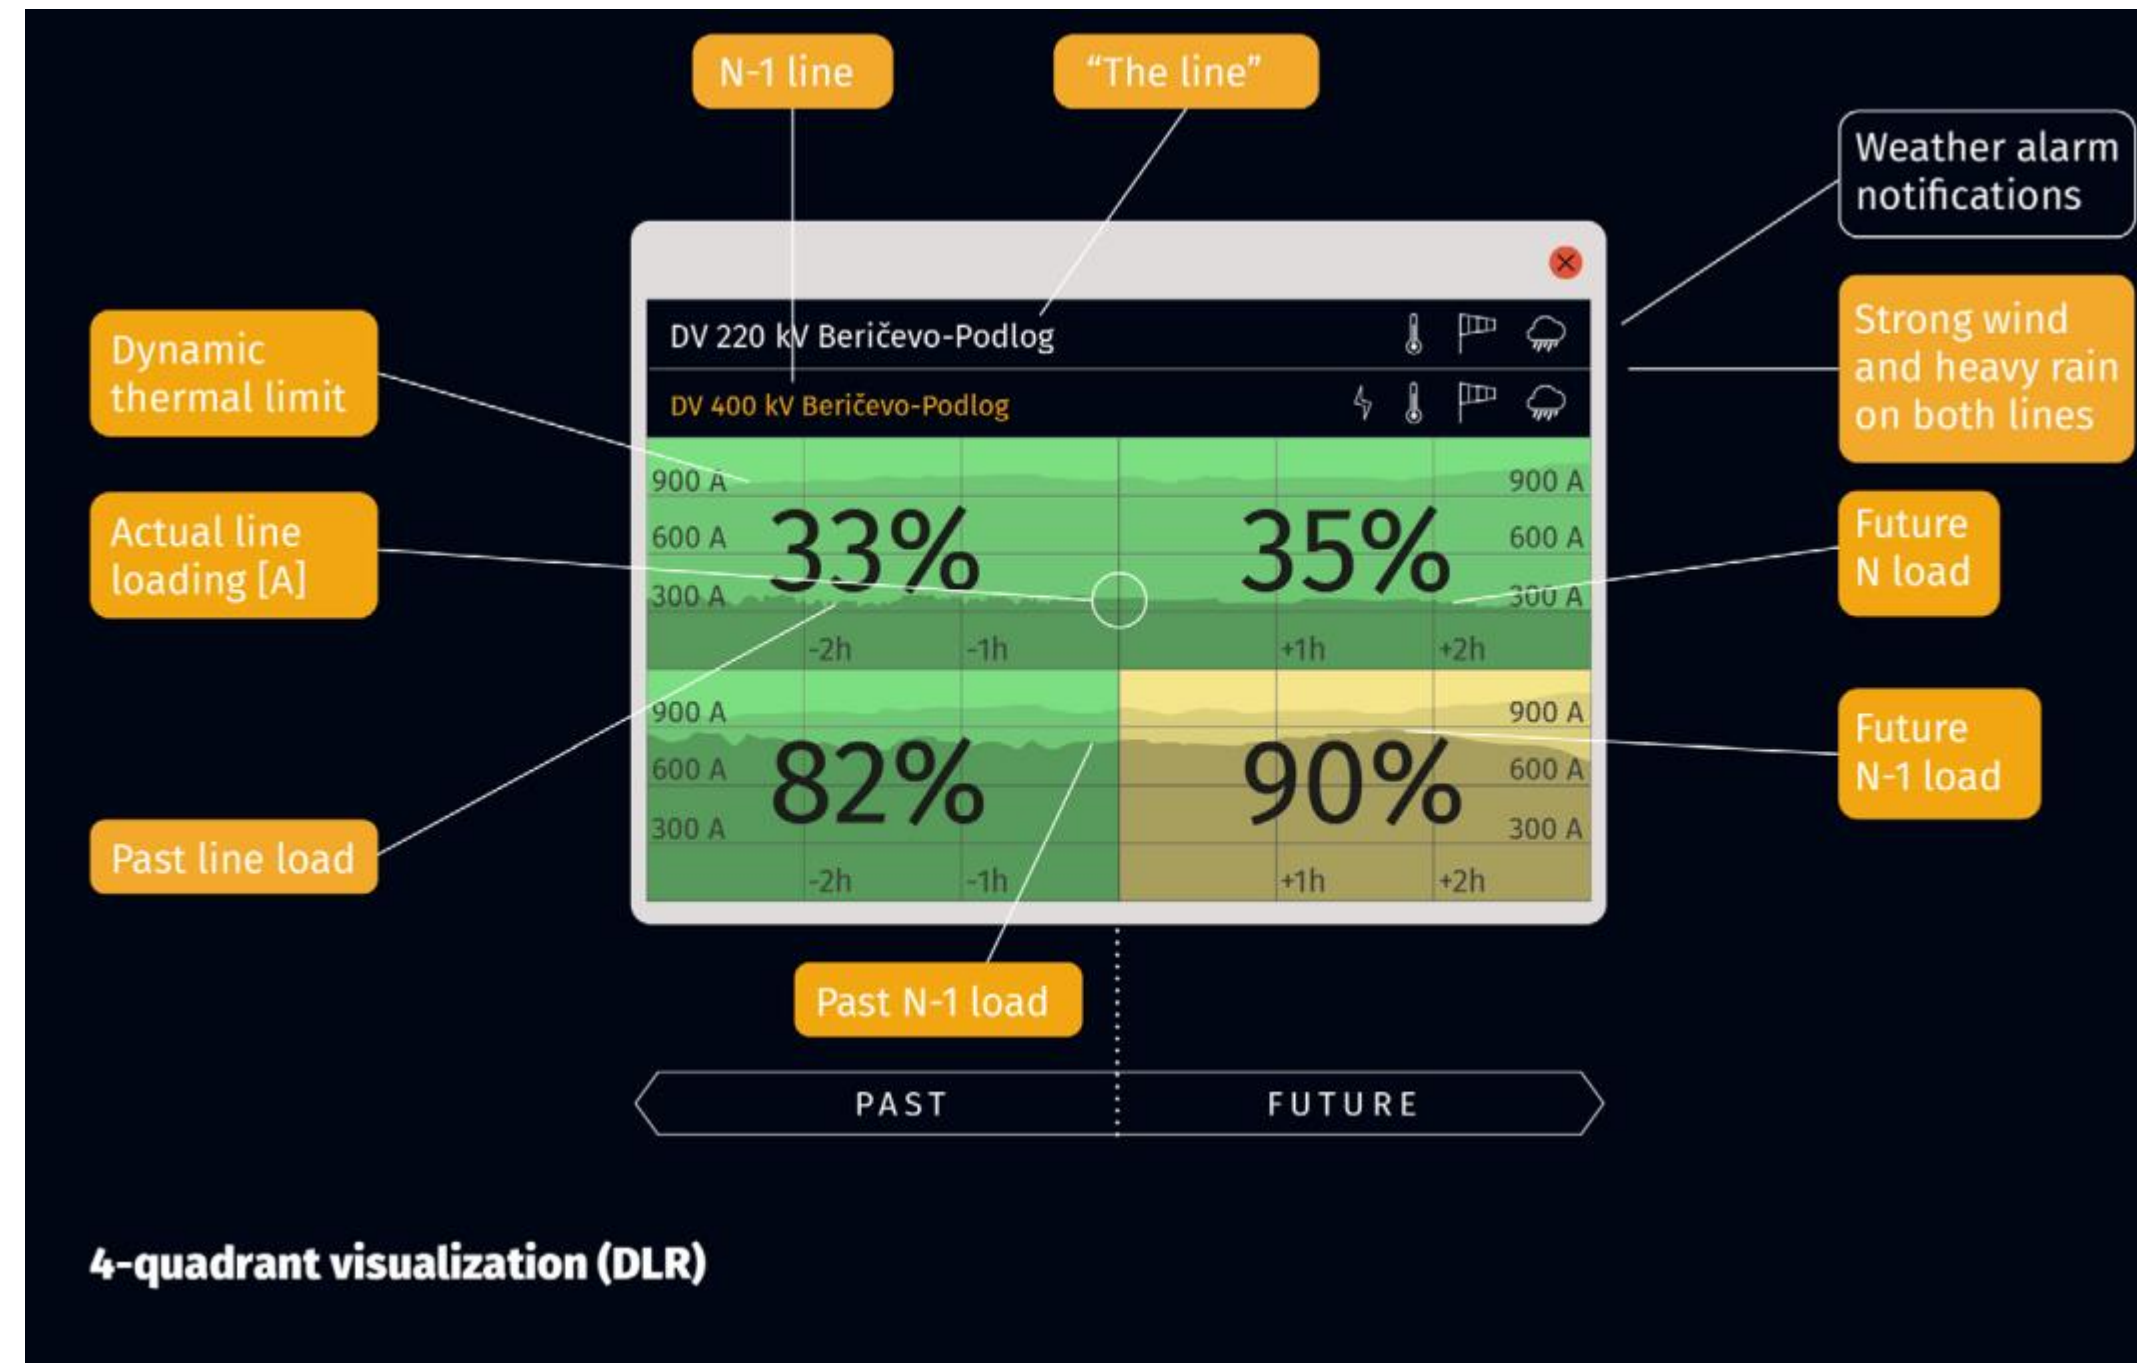 N-1 line
“The line”
Weather alarm
notifications
Strong wind
and heavy rain
on both lines
Dynamic
thermal limit
Actual line
loading [A]
Past line load
DV 220 kV Beričevo-Podlog
DV 400 kV Beričevo-Podlog
900 A
900 A
33%
35%
600 A
600 A
300 A
300 A
-2h
-1h
+1h
+2h
900 A
900 A
82%
90%
600 A
600 A
300 A
300 A
-2h
-1h
+1h
+2h
Future
N load
Future
N-1 load
Past N-1 load
PAST
FUTURE
4-quadrant visualization (DLR)